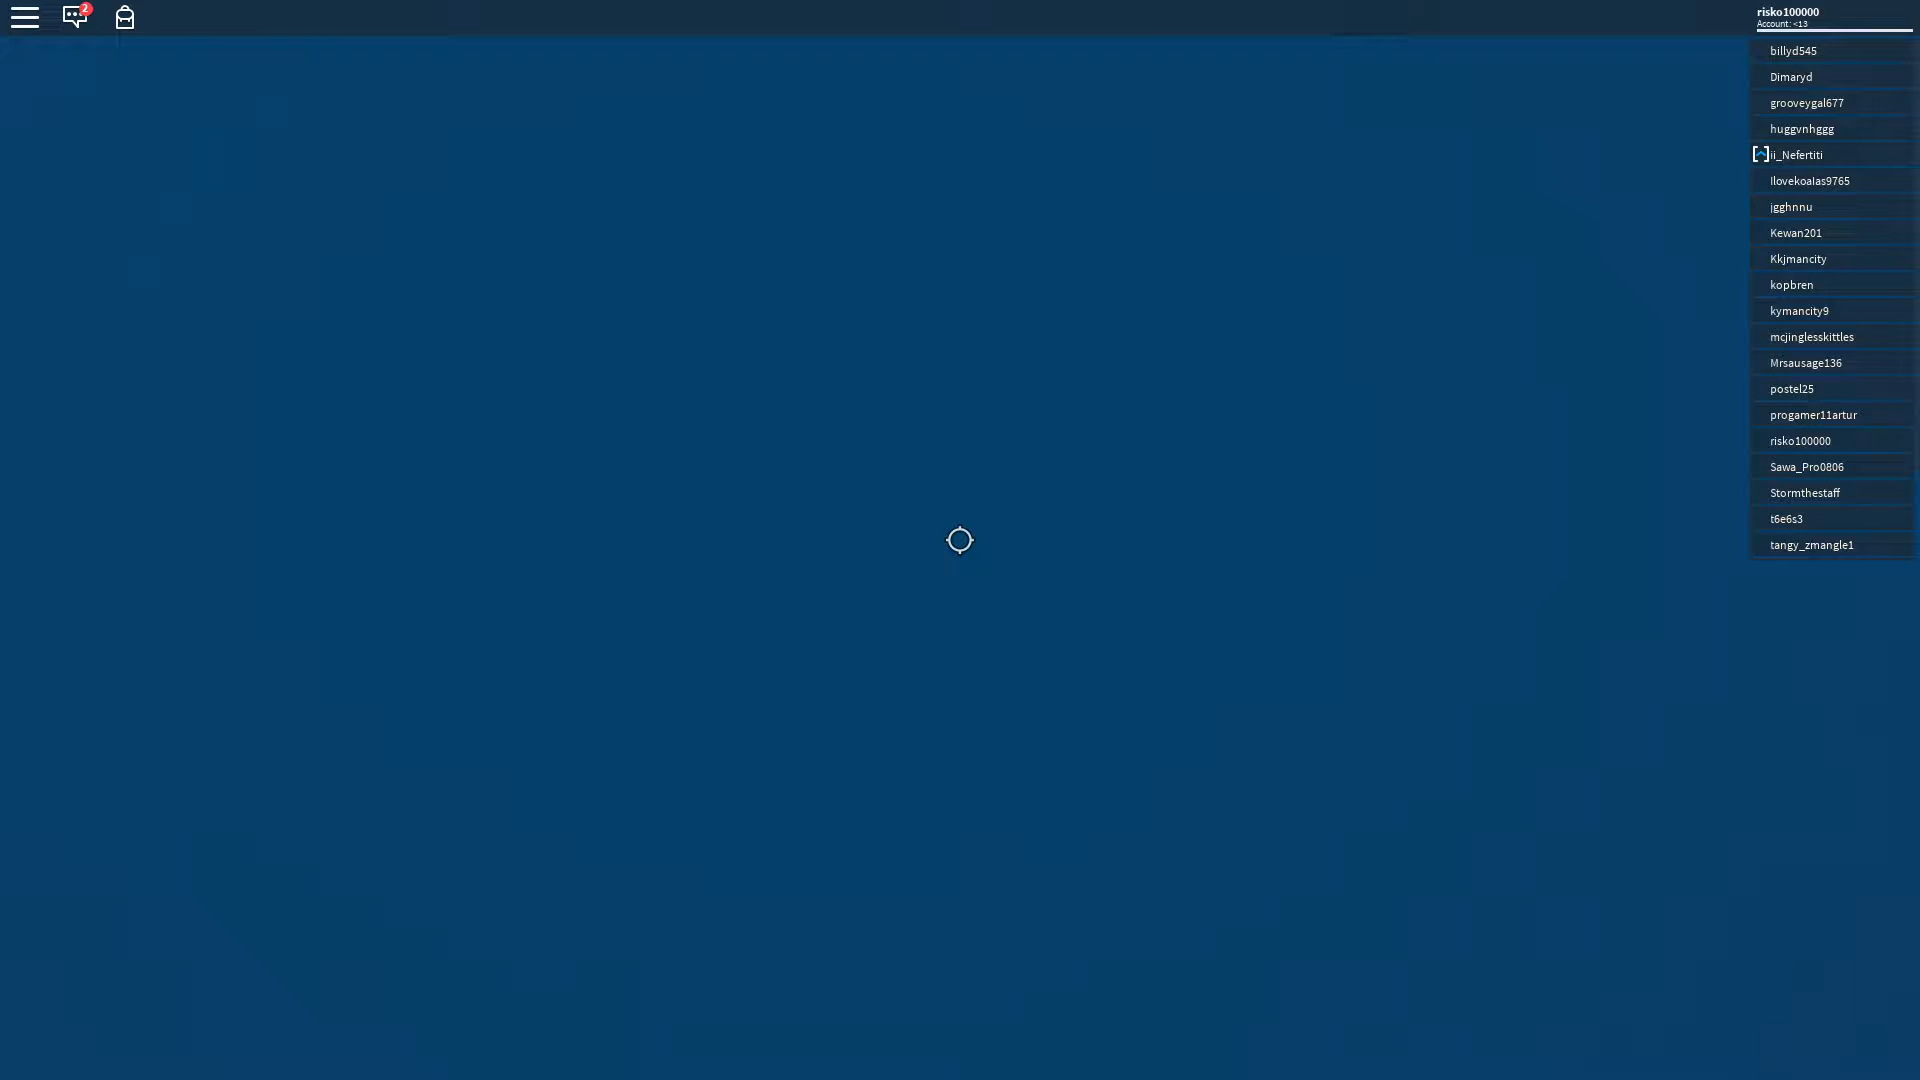 2
risko100000
Account: <13
billyd545
Dimaryd
grooveygal677
huggvnhggg
ii_Nefertiti
Ilovekoalas9765
jgghnnu
Kewan201
Kkjmancity
kopbren
kymancity9
mcjinglesskittles
Mrsausage136
postel25
progamer11artur
risko100000
Sawa_Pro0806
Stormthestaff
t6e6s3
tangy_zmangle1